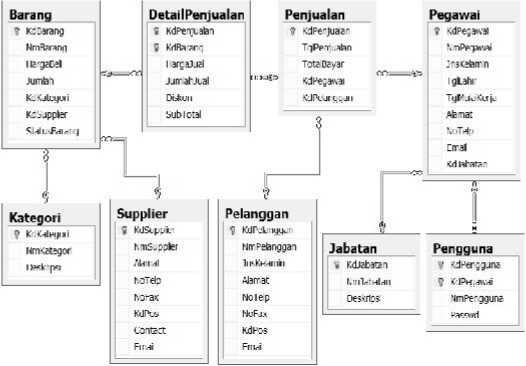 Barang
KdBarang
NmBarang
HargaBeli
Jumlah
KdKategori
KdSupplier
StatusBarang
DetailPenjualan
KdPenjualan
KdBarang
HargaJual
JumlahJual
Diskon
SubTotal
Penjualan
KdPenjualan
TglPenjualan
TotalBayar
KdPegawai
KdPelanggan
Pegawai
KdPegawai
NmPegawai
JnsKelamin
TglLahir
TglMulaiKerja
Alamat
NoTelp
Email
KdJabatan
Kategori
KdKategori
NmKategori
Deskripsi
Supplier
KdSupplier
NmSupplier
Alamat
NoTelp
NoFax
KdPos
Contact
Email
Pelanggan
KdPelanggan
NmPelanggan
JnsKelamin
Alamat
NoTelp
NoFax
KdPos
Email
Jabatan
KdJabatan
NmJabatan
Deskripsi
Pengguna
KdPengguna
KdPegawai
NmPengguna
Passwd